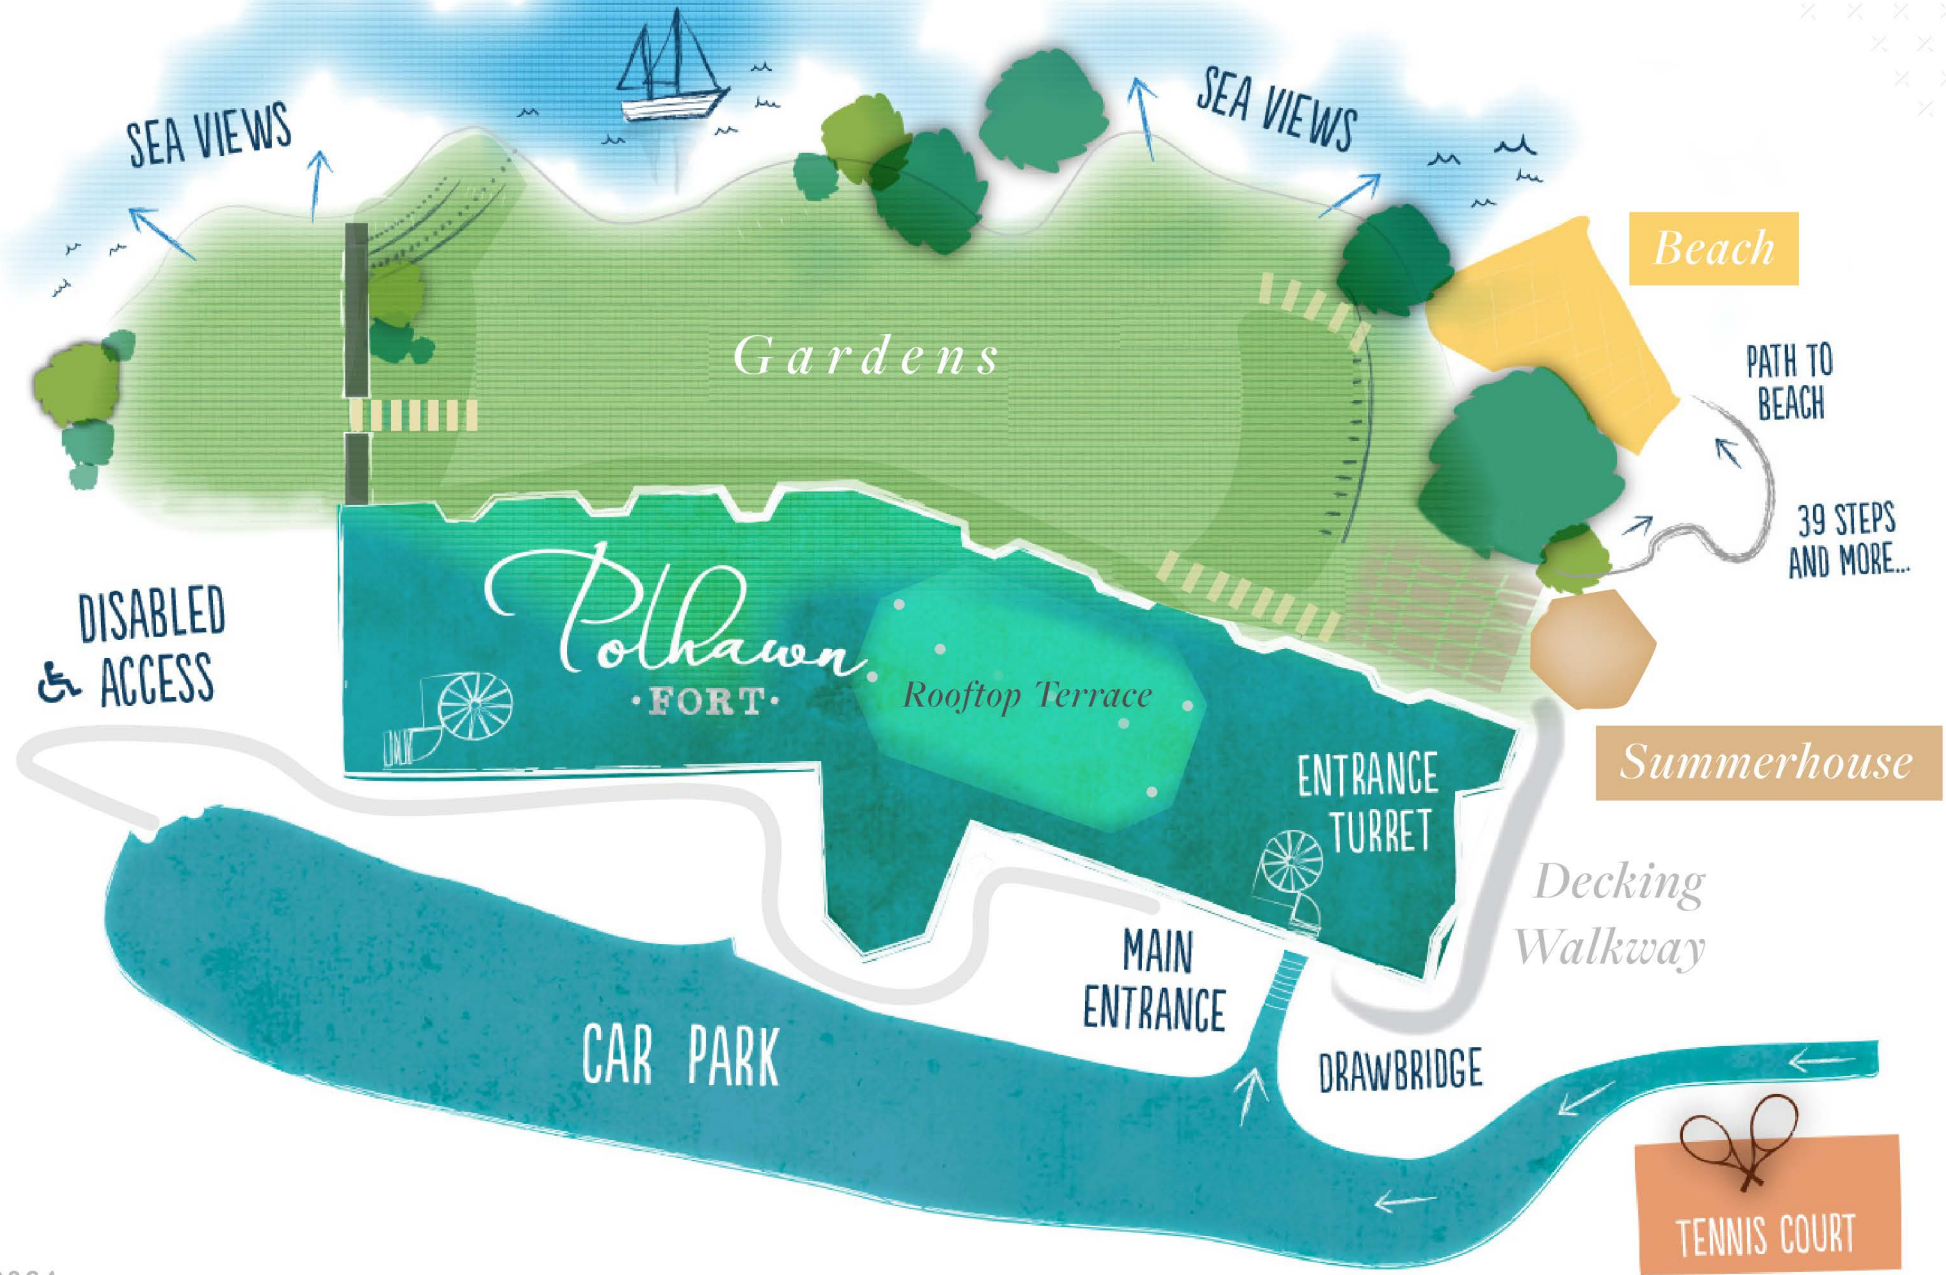 SEA VIEWS
SEA VIEWS
Beach
Gardens
PATH TO
BEACH
39 STEPS
AND MORE...
DISABLED
ACCESS
Polhawn
·FORT·
Rooftop Terrace
ENTRANCE
TURRET
Summerhouse
Decking
Walkway
MAIN
ENTRANCE
CAR PARK
DRAWBRIDGE
TENNIS COURT